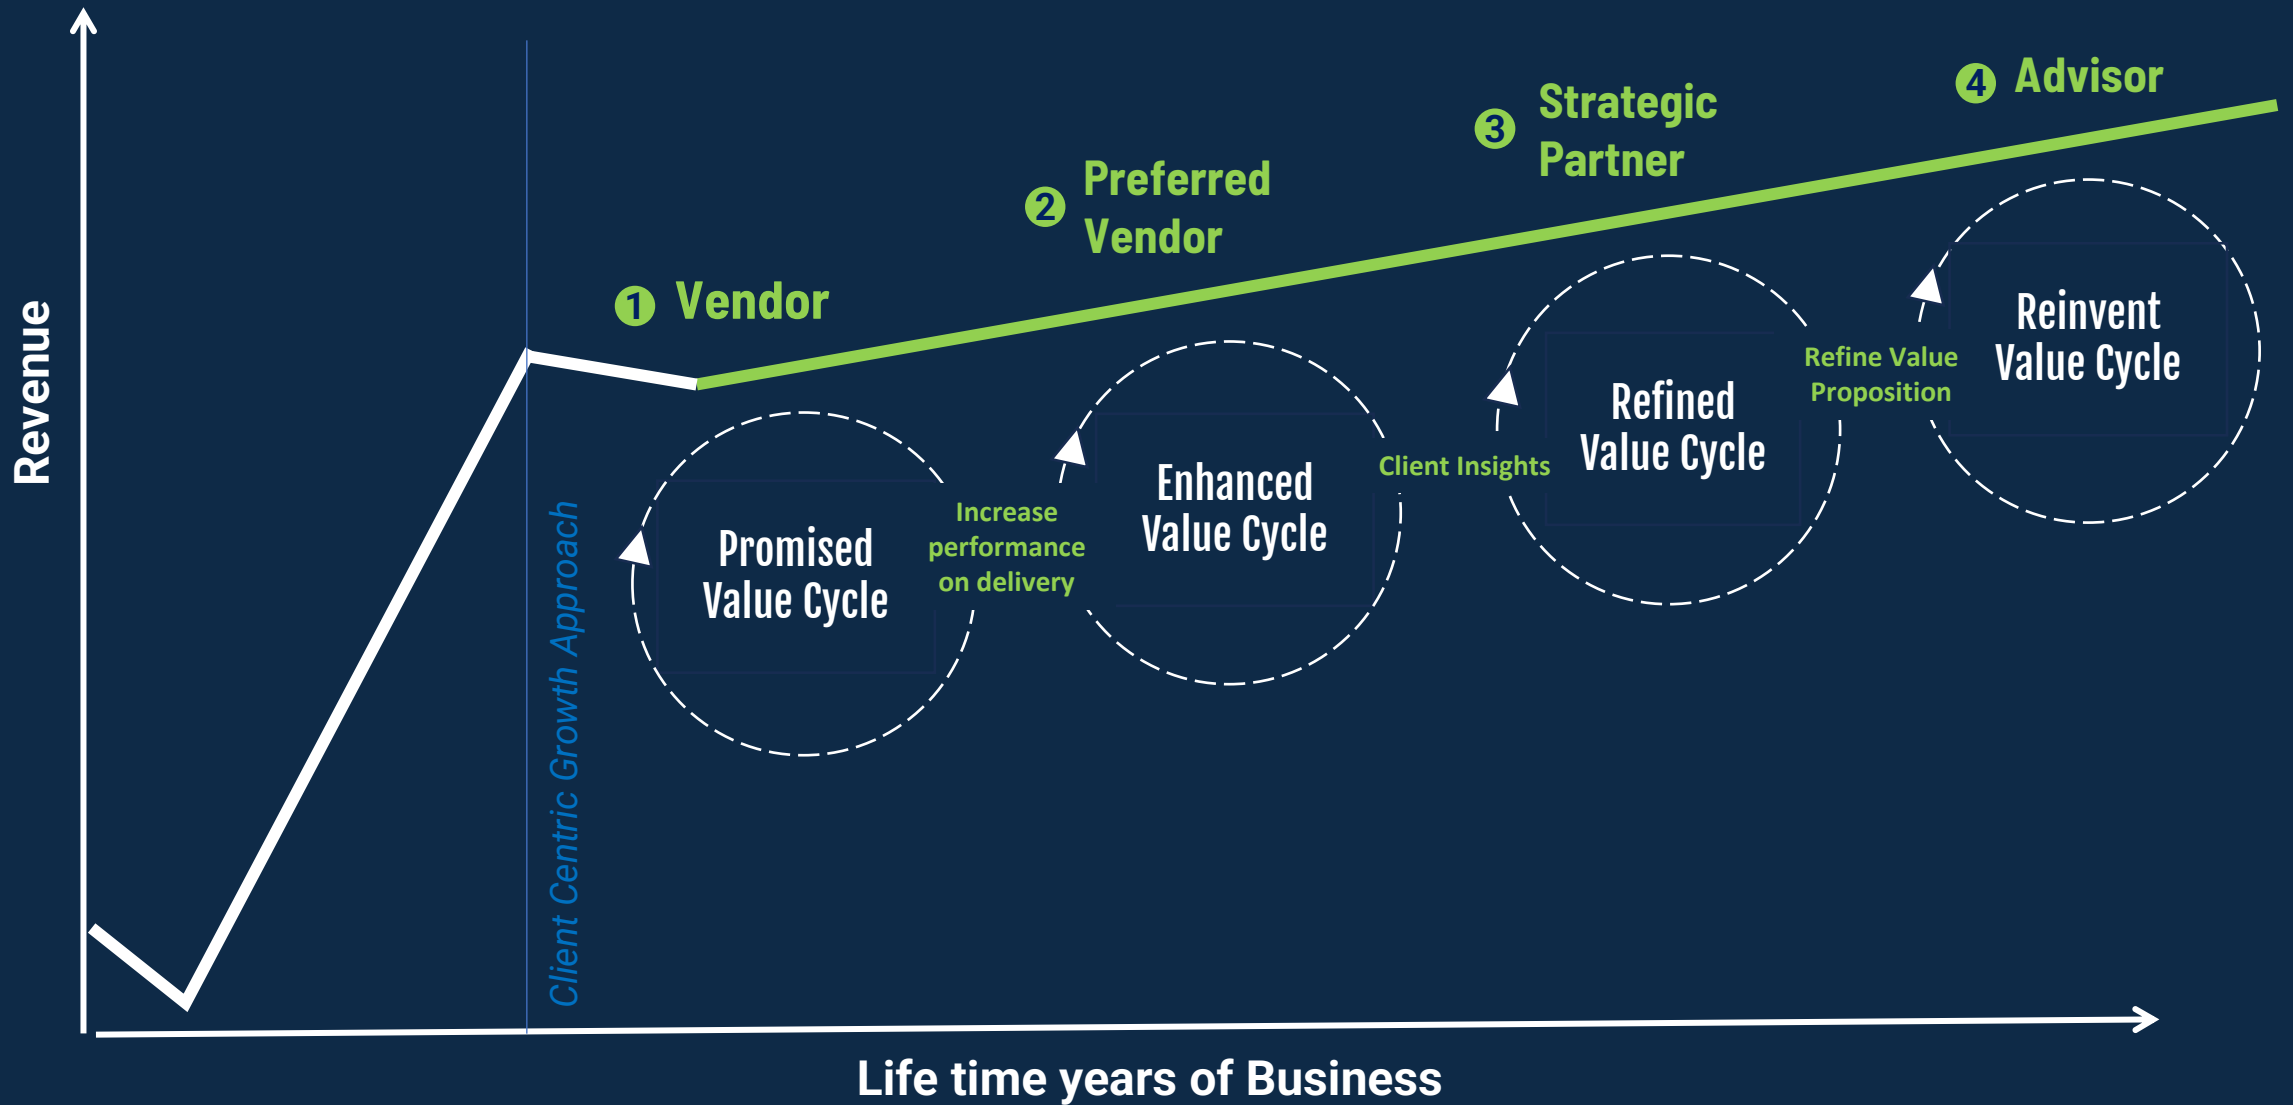 Revenue
Client Centric Growth Approach
1 Vendor
2 Preferred
Vendor
3 Strategic
Partner
4 Advisor
Promised
Value Cycle
Increase
performance
on delivery
Enhanced
Value Cycle
Client Insights
Refined
Value Cycle
Refine Value
Proposition
Reinvent
Value Cycle
Life time years of Business